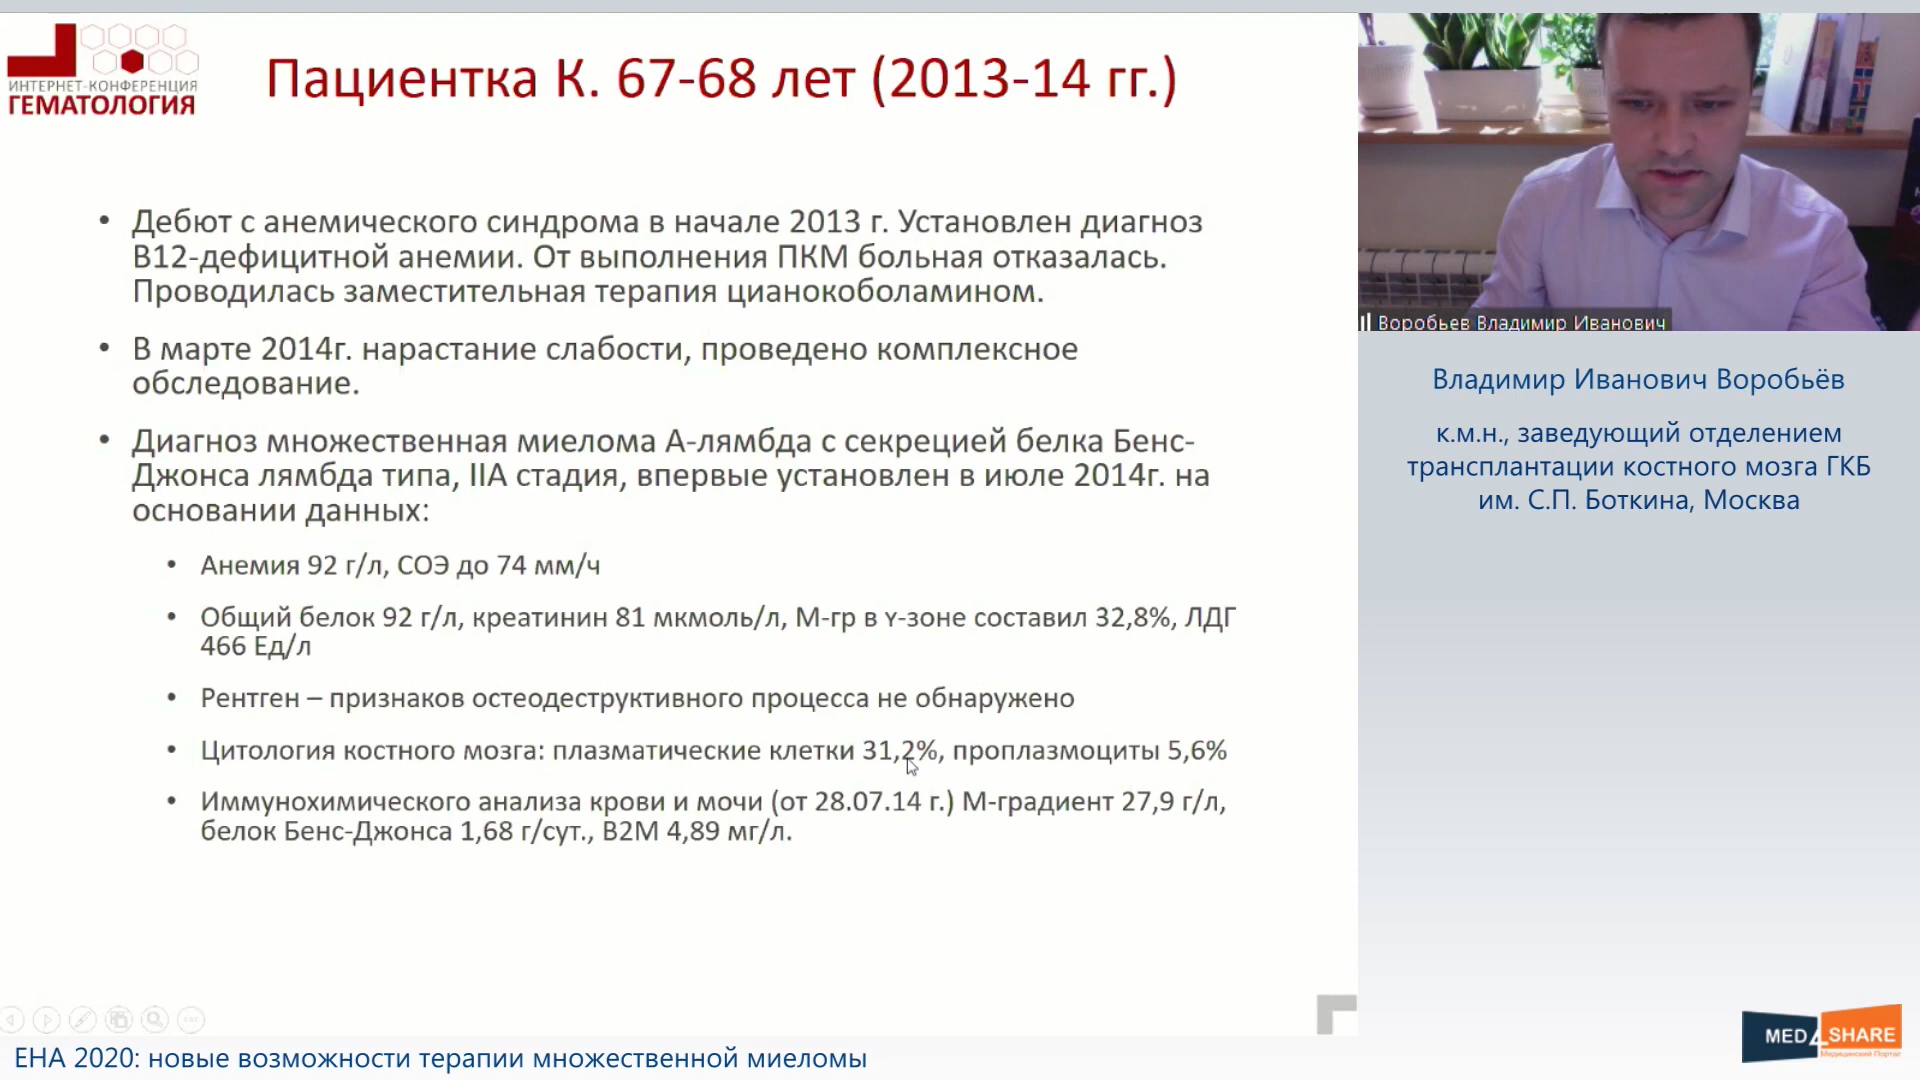 ИНТЕРНЕТ-КОНФЕРЕНЦИЯ
ГЕМАТОЛОГИЯ
Пациентка К. 67-68 лет (2013-14 гг.)
• Дебют с анемического синдрома в начале 2013 г. Установлен диагноз
В12-дефицитной анемии. От выполнения ПКМ больная отказалась.
Проводилась заместительная терапия цианокоболамином.
• В марте 2014г. нарастание слабости, проведено комплексное
обследование.
• Диагноз множественная миелома А-лямбда с секрецией белка Бенс-
Джонса лямбда типа, IIA стадия, впервые установлен в июле 2014г. на
основании данных:
• Анемия 92 г/л, СОЭ до 74 мм/ч
• Общий белок 92 г/л, креатинин 81 мкмоль/л, М-гр в ʏ-зоне составил 32,8%, ЛДГ
466 Ед/л
• Рентген – признаков остеодеструктивного процесса не обнаружено
• Цитология костного мозга: плазматические клетки 31,2%, проплазмоциты 5,6%
• Иммунохимического анализа крови и мочи (от 28.07.14 г.) М-градиент 27,9 г/л,
белок Бенс-Джонса 1,68 г/сут., В2М 4,89 мг/л.
Воробьев Владимир Иванович
Владимир Иванович Воробьёв
к.м.н., заведующий отделением
трансплантации костного мозга ГКБ
им. С.П. Боткина, Москва
MED4SHARE
Медицинский Портал
ЕНА 2020: новые возможности терапии множественной миеломы